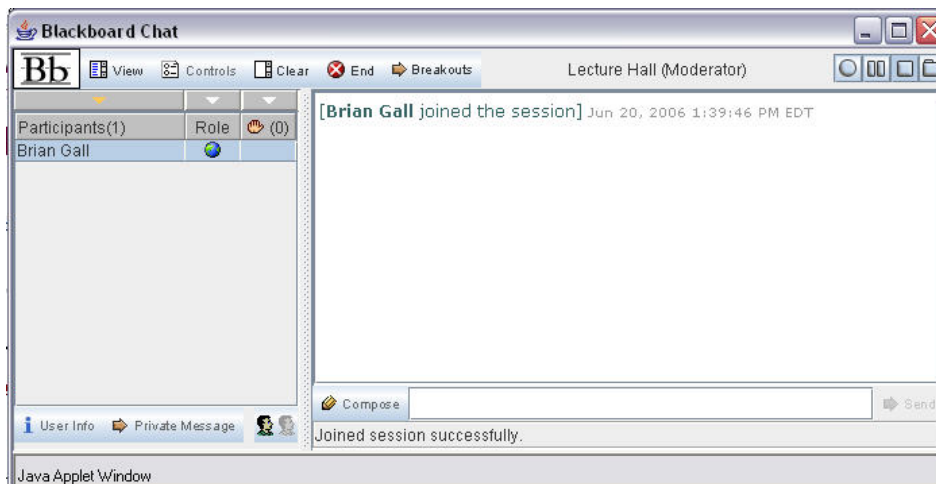 Blackboard Chat
Bb View Controls Clear End Breakouts Lecture Hall (Moderator)
Participants(1) Role (0)
Brian Gall
[Brian Gall joined the session] Jun 20, 2006 1:39:46 PM EDT
Compose Send
User Info Private Message
Joined session successfully.
Java Applet Window